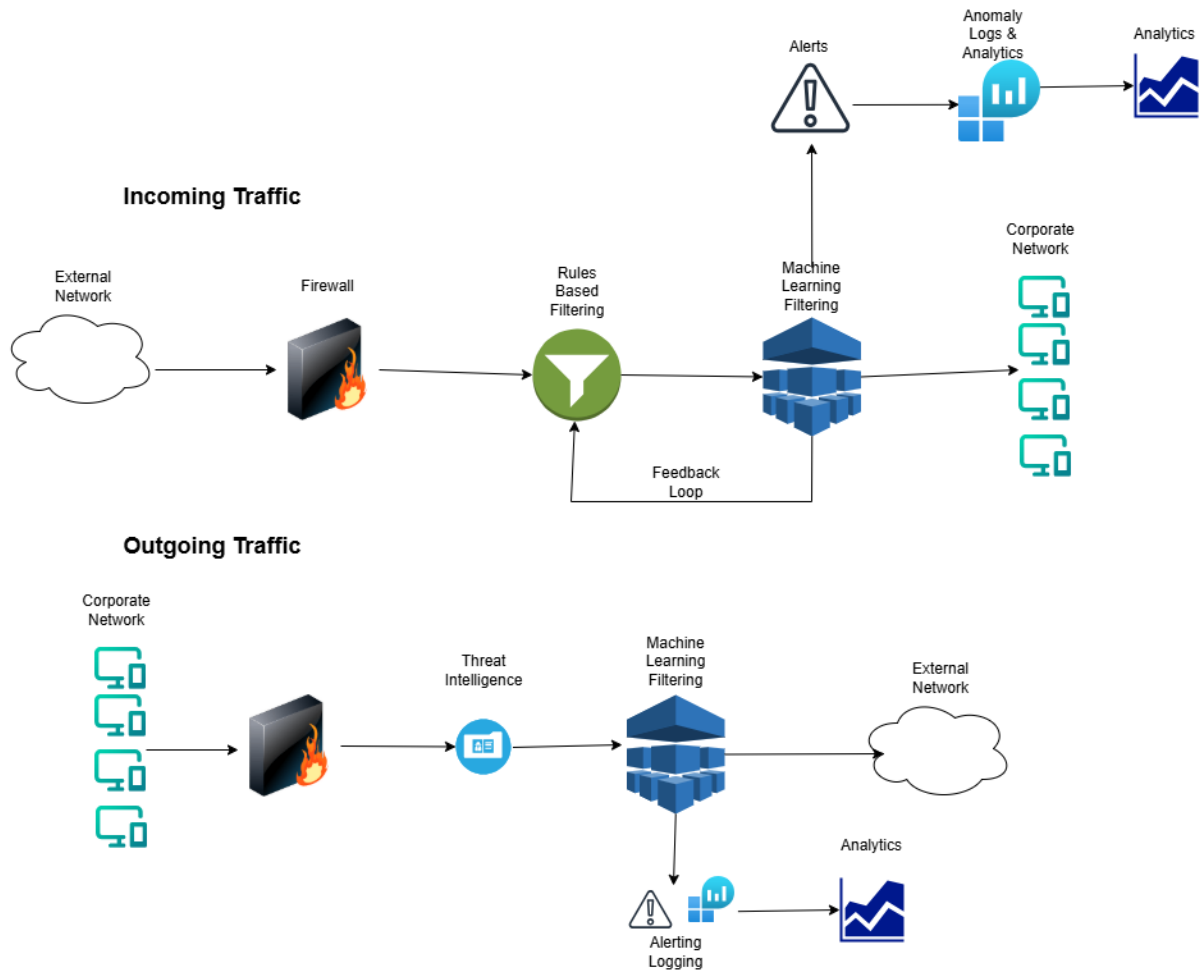 Alerts
Anomaly
Logs &
Analytics
Analytics
Incoming Traffic
External
Network
Firewall
Rules
Based
Filtering
Machine
Learning
Filtering
Corporate
Network
Feedback
Loop
Outgoing Traffic
Corporate
Network
Threat
Intelligence
Machine
Learning
Filtering
External
Network
Analytics
Alerting
Logging